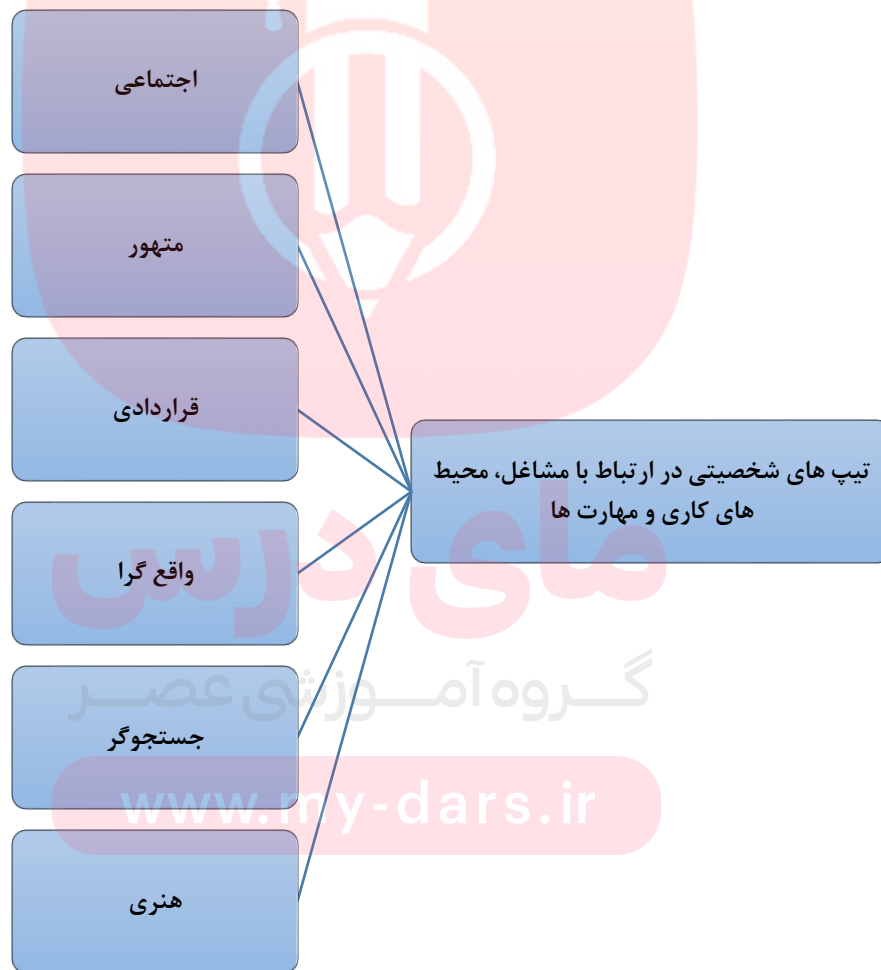 تیپ های شخصیتی در ارتباط با مشاغل، محیط
های کاری و مهارت ها
اجتماعی
متهور
قراردادی
واقع گرا
جستجوگر
هنری
مای درس
گـــروه آمـــوزشی عصـــر
www.my-dars.ir